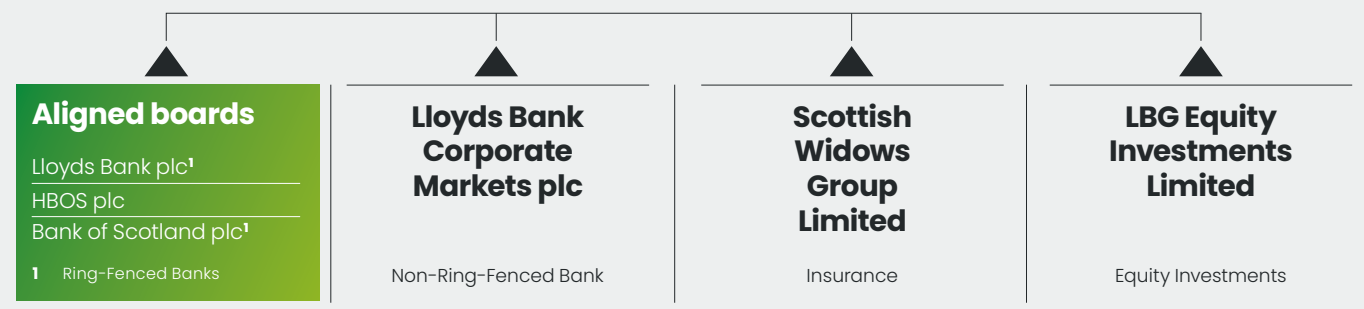 Aligned boards
Lloyds Bank plc¹
HBOS plc
Bank of Scotland plc¹
1 Ring-Fenced Banks
Lloyds Bank
Corporate
Markets plc
Non-Ring-Fenced Bank
Scottish
Widows
Group
Limited
Insurance
LBG Equity
Investments
Limited
Equity Investments